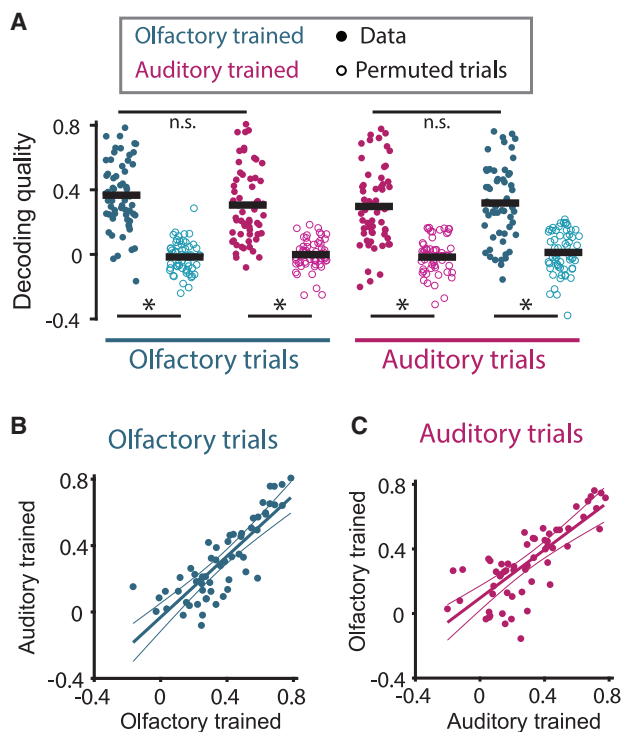 A
Olfactory trained ● Data
Auditory trained ○ Permuted trials
n.s. n.s.
Decoding quality
0.8
0.4
0
-0.4
* * * *
Olfactory trials Auditory trials
B C
Olfactory trials Auditory trials
Auditory trained
0.8
0.4
0
-0.4
-0.4 0 0.4 0.8
Olfactory trained
Olfactory trained
0.8
0.4
0
-0.4
-0.4 0 0.4 0.8
Auditory trained